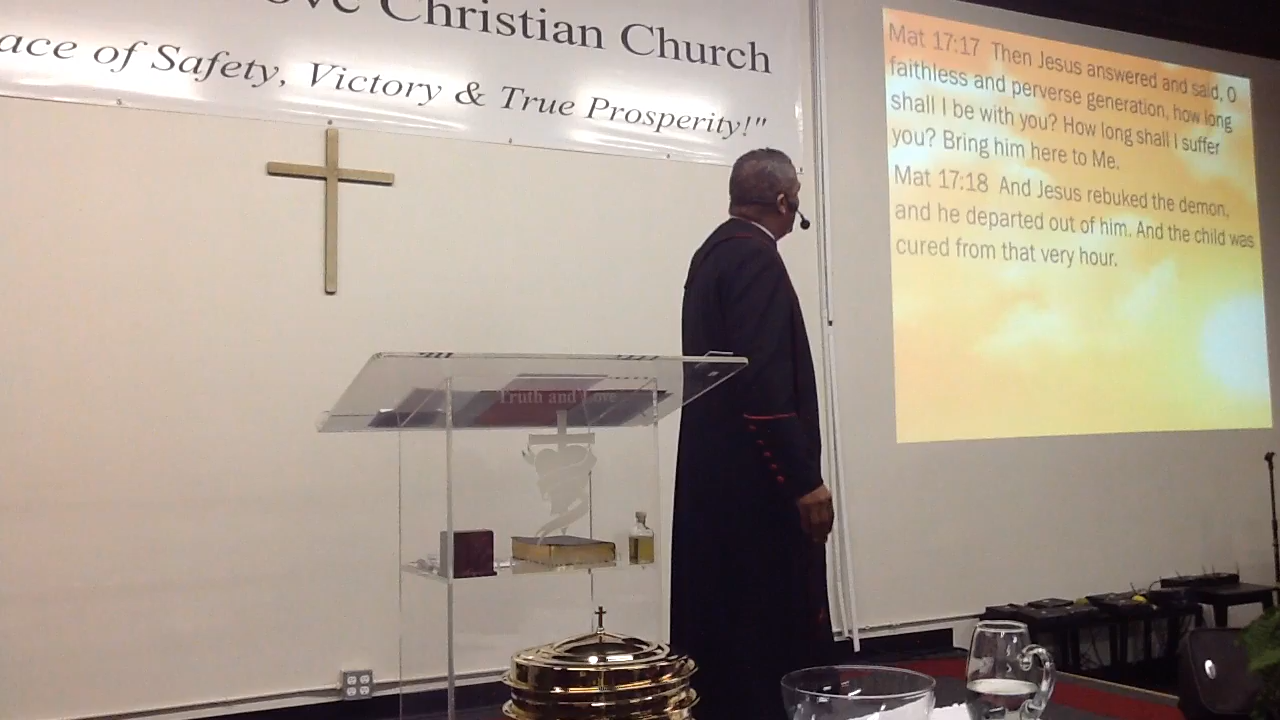 ove Christian Church
ace of Safety, Victory & True Prosperity!"
Mat 17:17 Then Jesus answered and said, O
faithless and perverse generation, how long
shall I be with you? How long shall I suffer
you? Bring him here to Me.
Mat 17:18 And Jesus rebuked the demon,
and he departed out of him. And the child was
cured from that very hour.
Truth and Love